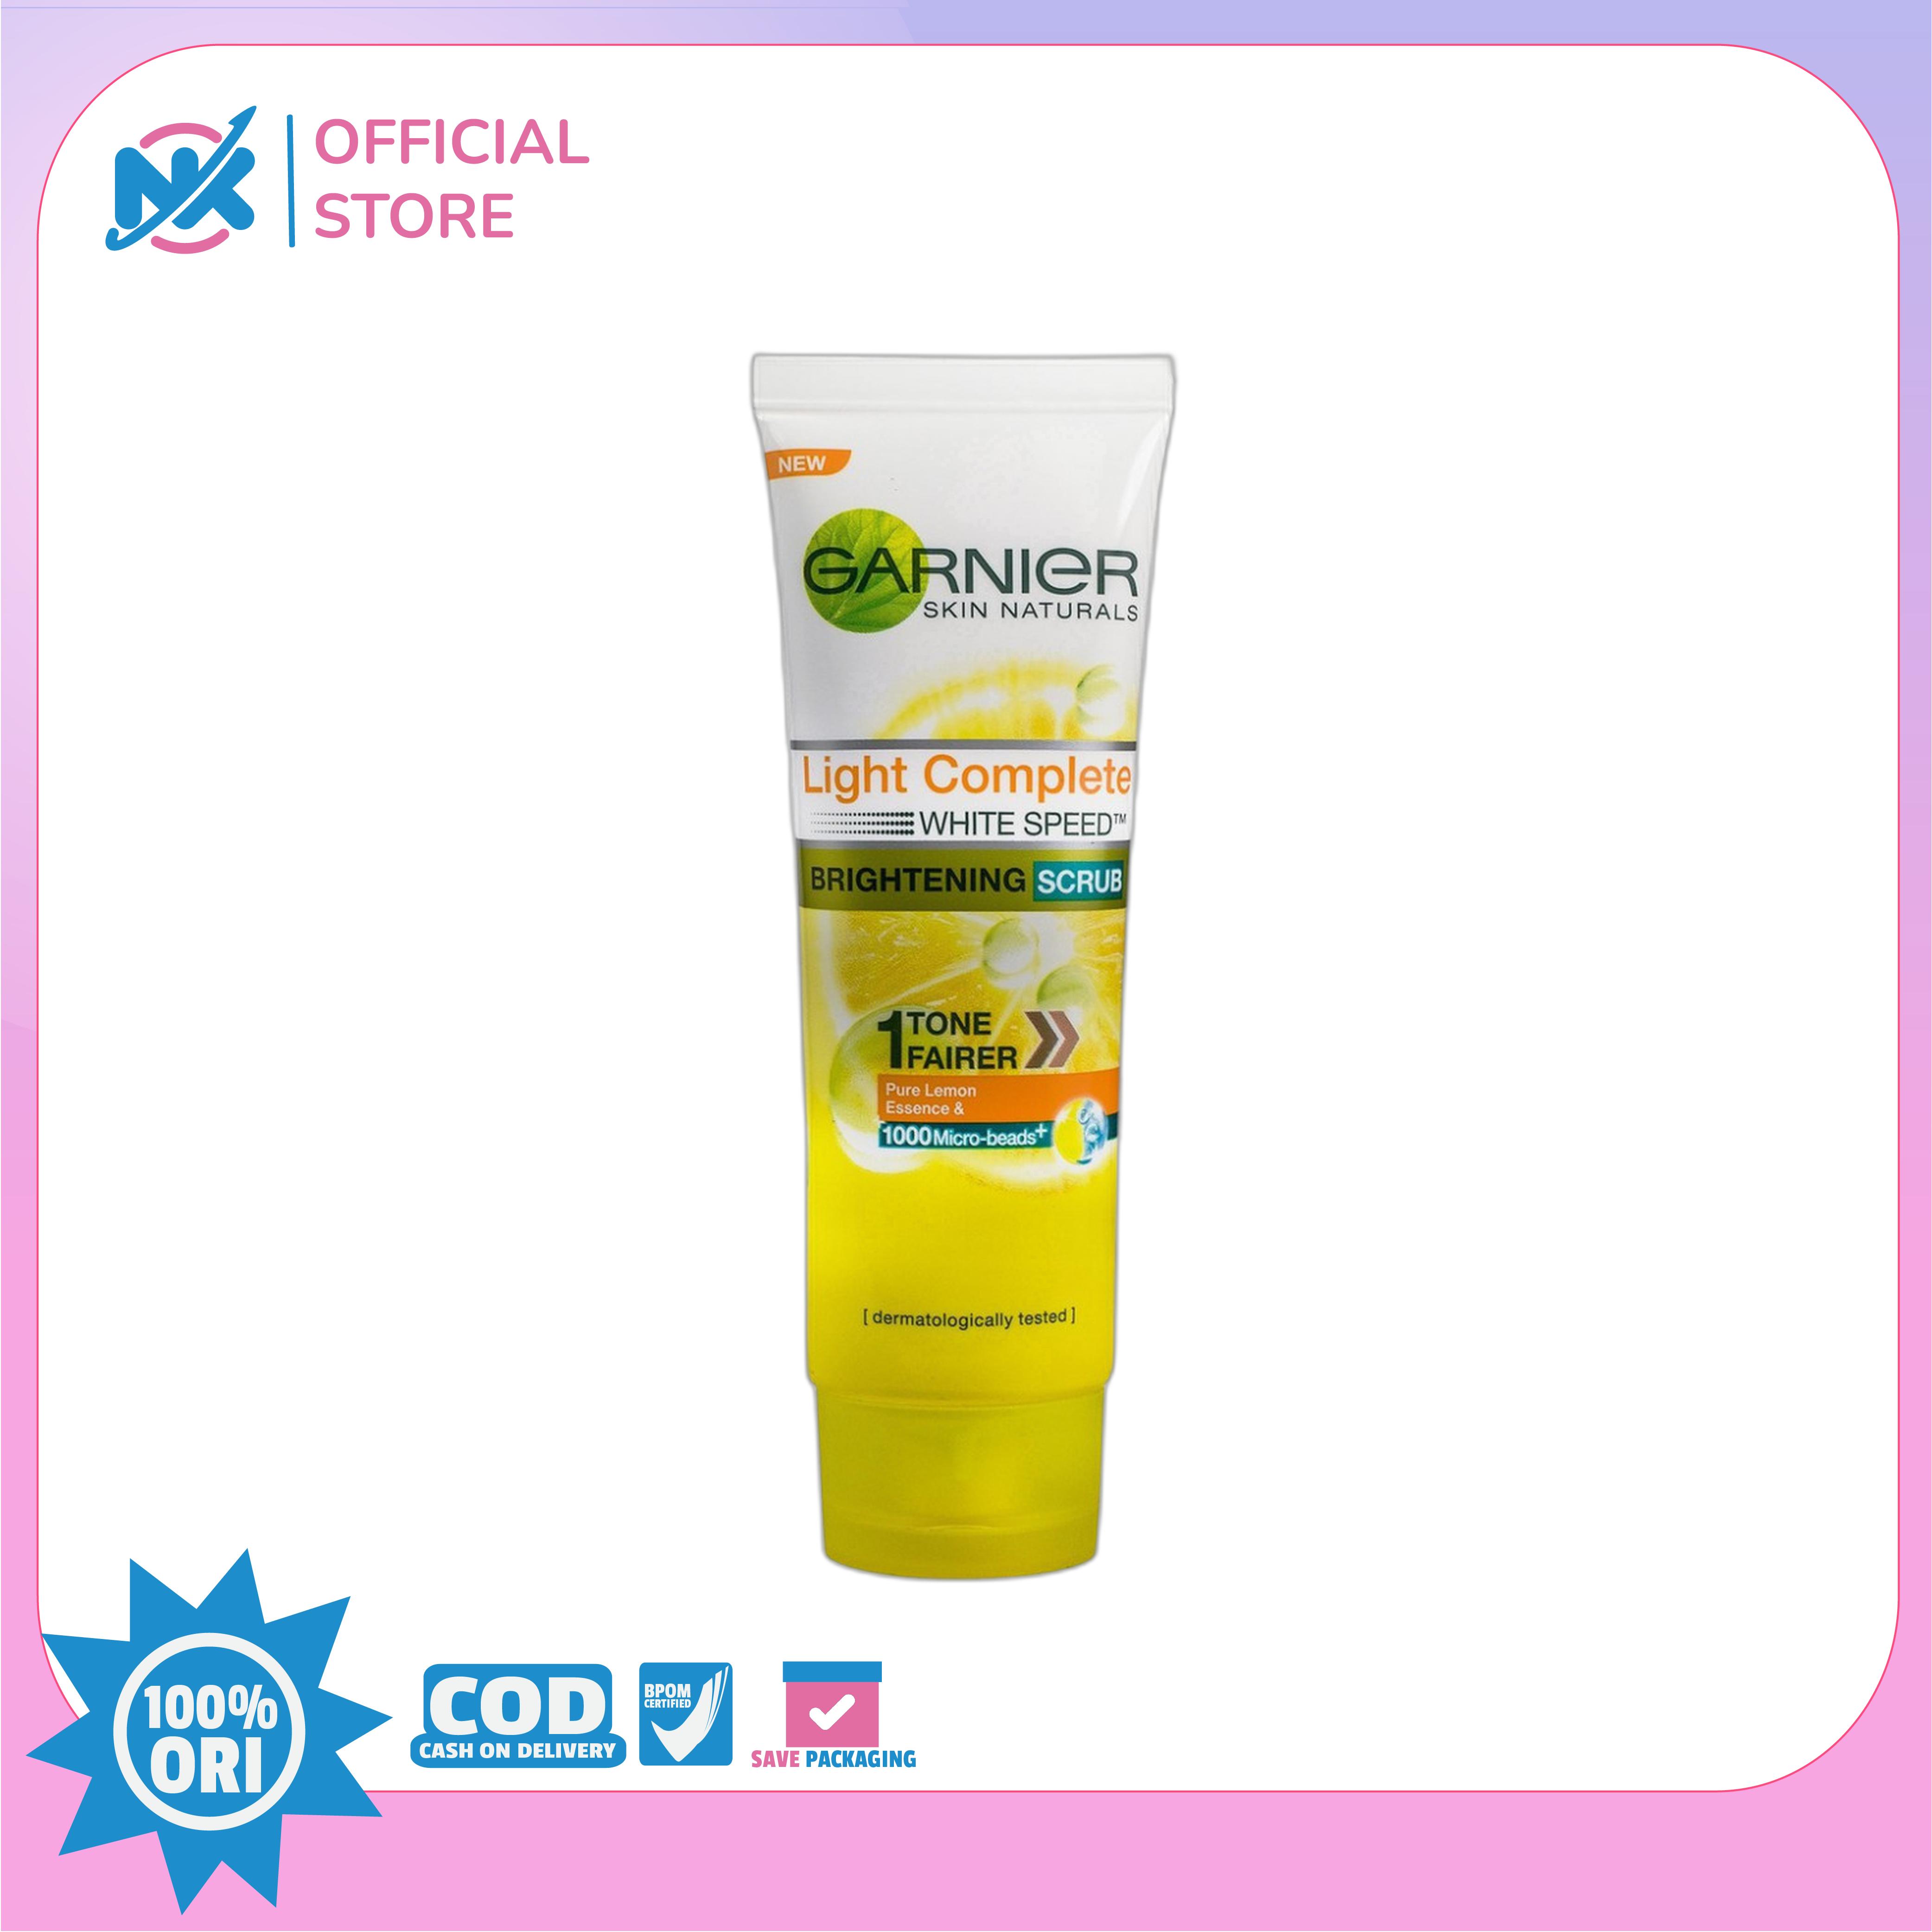 NK
OFFICIAL
STORE
NEW
GARNIER
SKIN NATURALS
Light Complete
WHITE SPEED™
BRIGHTENING SCRUB
1 TONE
FAIRER
Pure Lemon
Essence &
1000 Micro-beads+
[ dermatologically tested ]
100%
ORI
COD
CASH ON DELIVERY
BPOM
CERTIFIED
SAVE PACKAGING